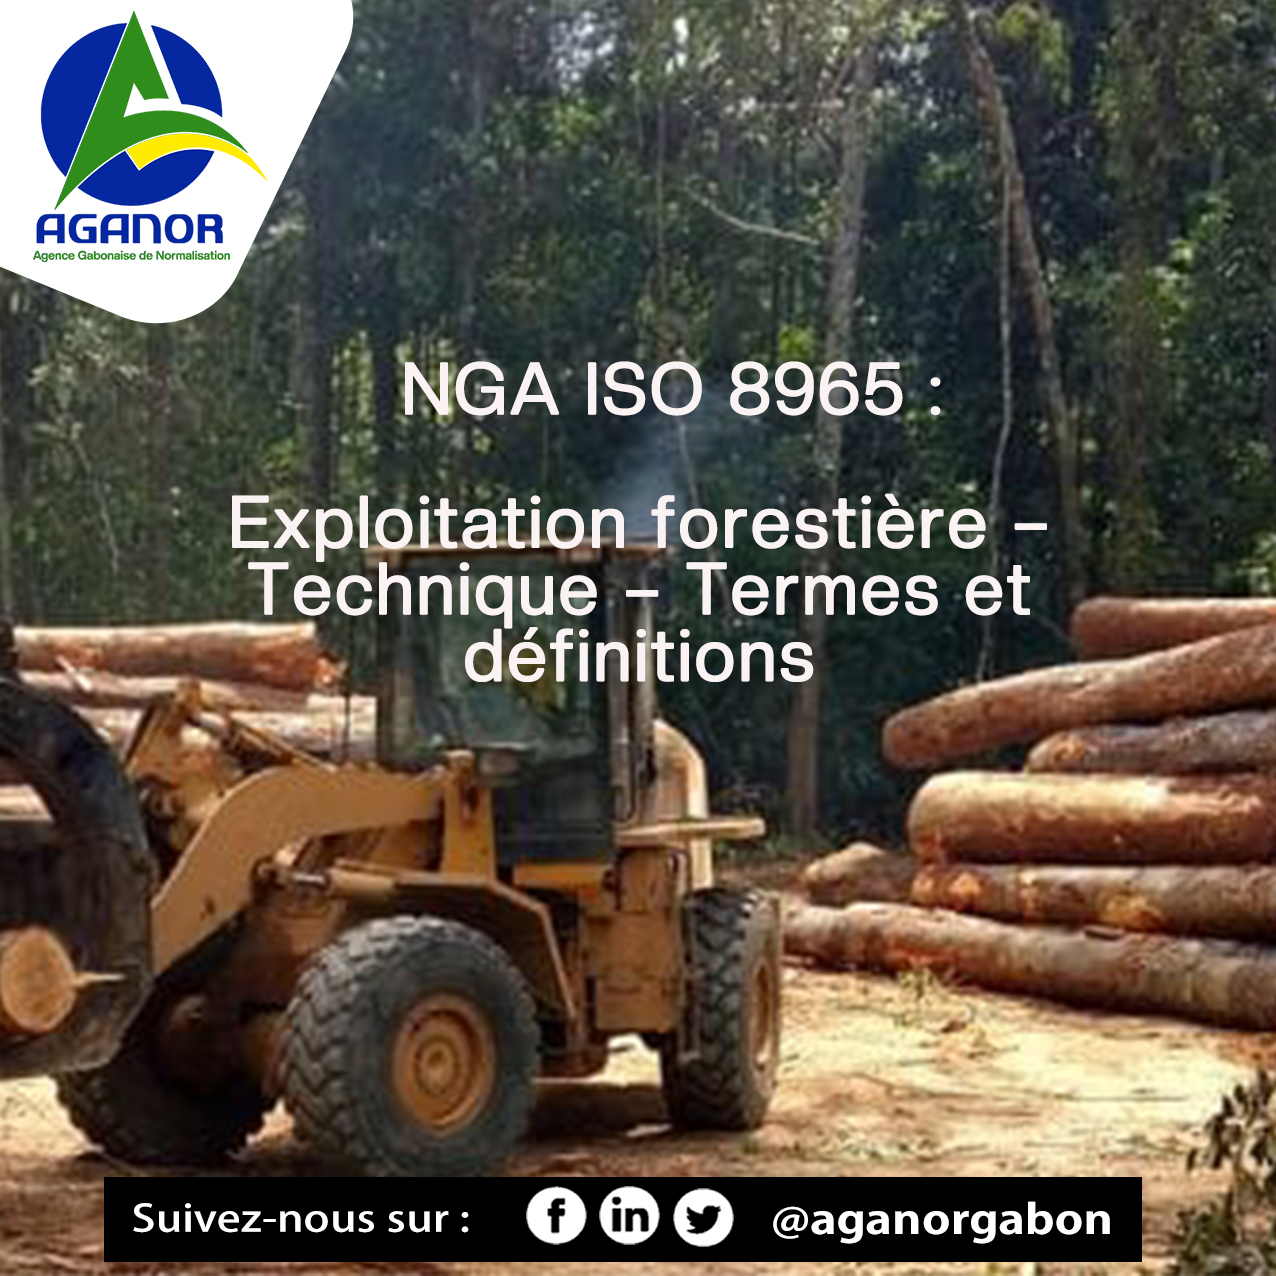 AGANOR
Agence Gabonaise de Normalisation
NGA ISO 8965 :
Exploitation forestière –
Technique – Termes et
définitions
Suivez-nous sur :
@aganorgabon